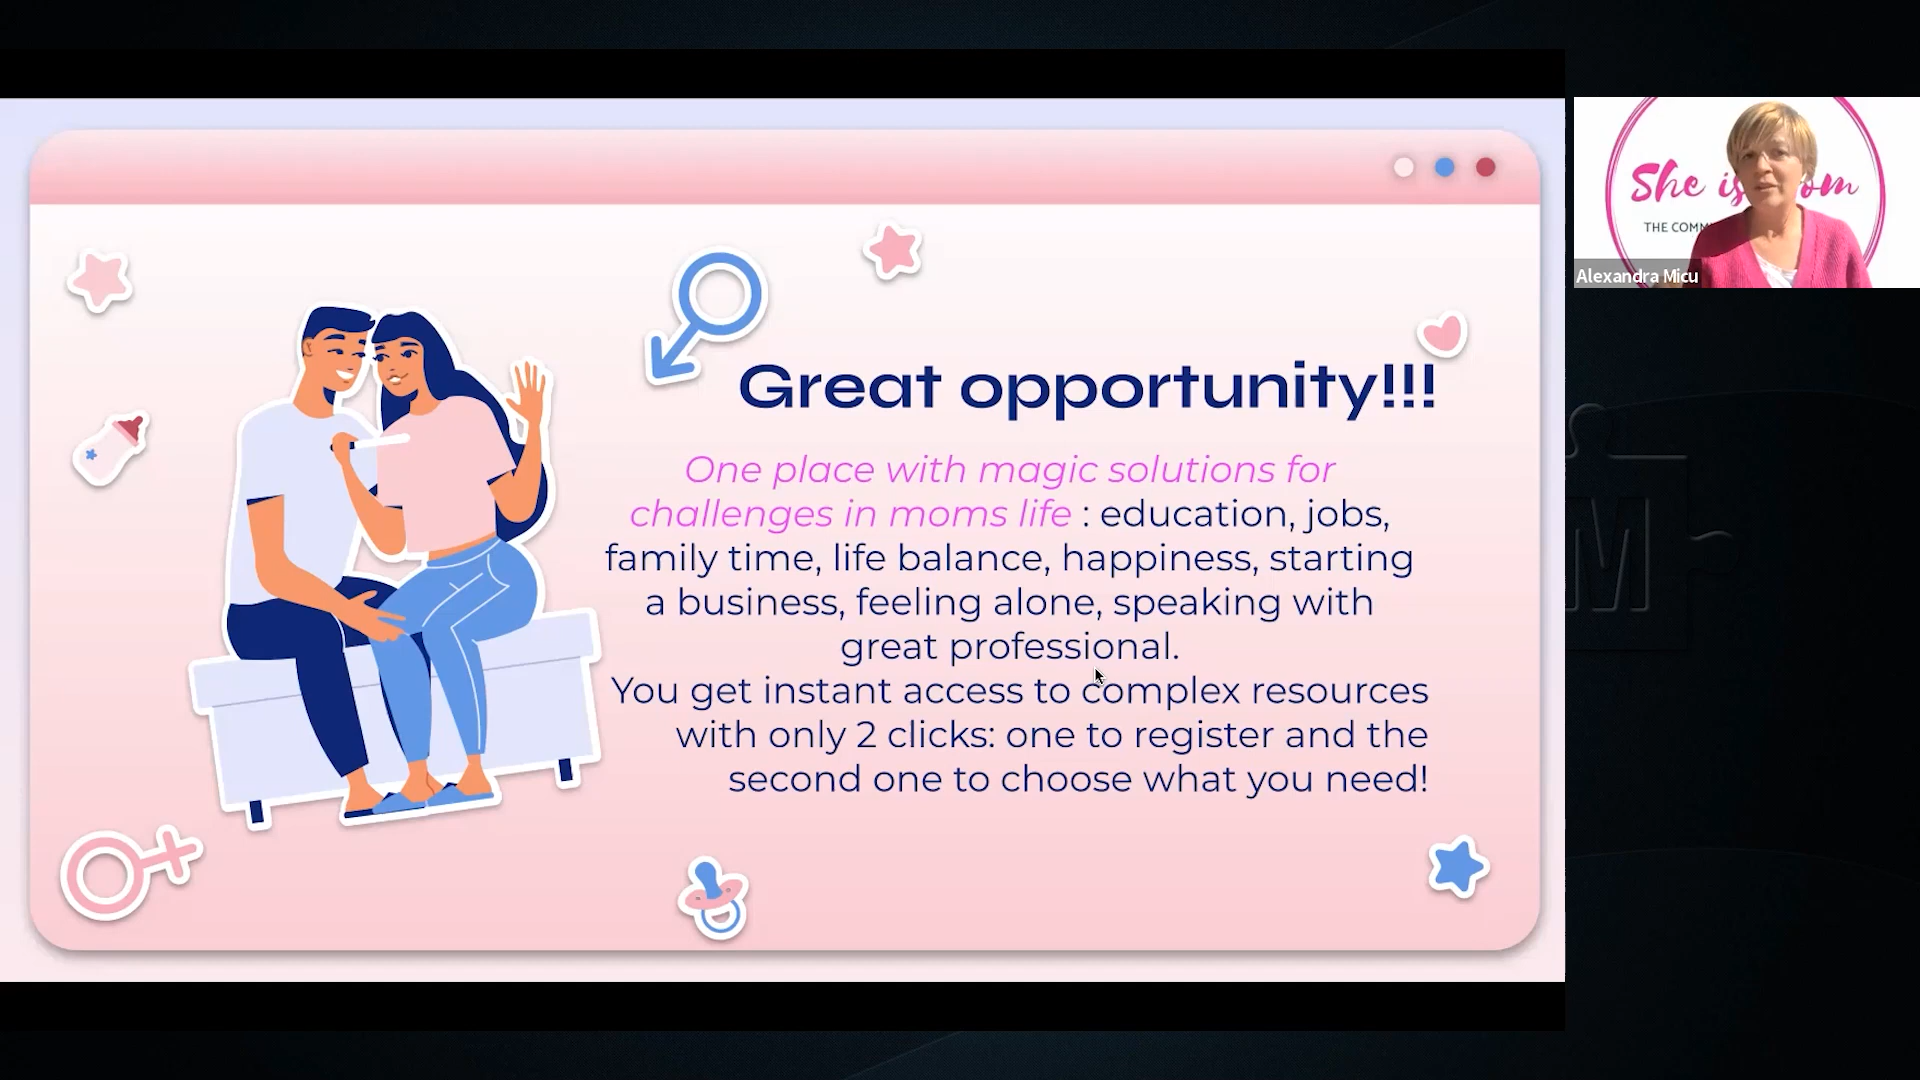 Great opportunity!!!
One place with magic solutions for
challenges in moms life : education, jobs,
family time, life balance, happiness, starting
a business, feeling alone, speaking with
great professional.
You get instant access to complex resources
with only 2 clicks: one to register and the
second one to choose what you need!
She is
THE
Alexandra Micu
M